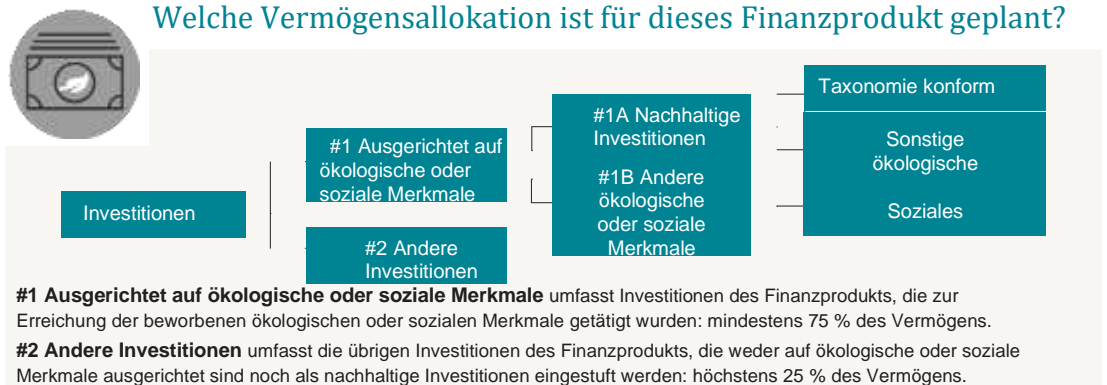 Welche Vermögensallokation ist für dieses Finanzprodukt geplant?
Investitionen
#1 Ausgerichtet auf
ökologische oder
soziale Merkmale
#2 Andere
Investitionen
#1A Nachhaltige
Investitionen
#1B Andere
ökologische
oder soziale
Merkmale
Taxonomie konform
Sonstige
ökologische
Soziales
#1 Ausgerichtet auf ökologische oder soziale Merkmale umfasst Investitionen des Finanzprodukts, die zur
Erreichung der beworbenen ökologischen oder sozialen Merkmale getätigt wurden: mindestens 75 % des Vermögens.
#2 Andere Investitionen umfasst die übrigen Investitionen des Finanzprodukts, die weder auf ökologische oder soziale
Merkmale ausgerichtet sind noch als nachhaltige Investitionen eingestuft werden: höchstens 25 % des Vermögens.